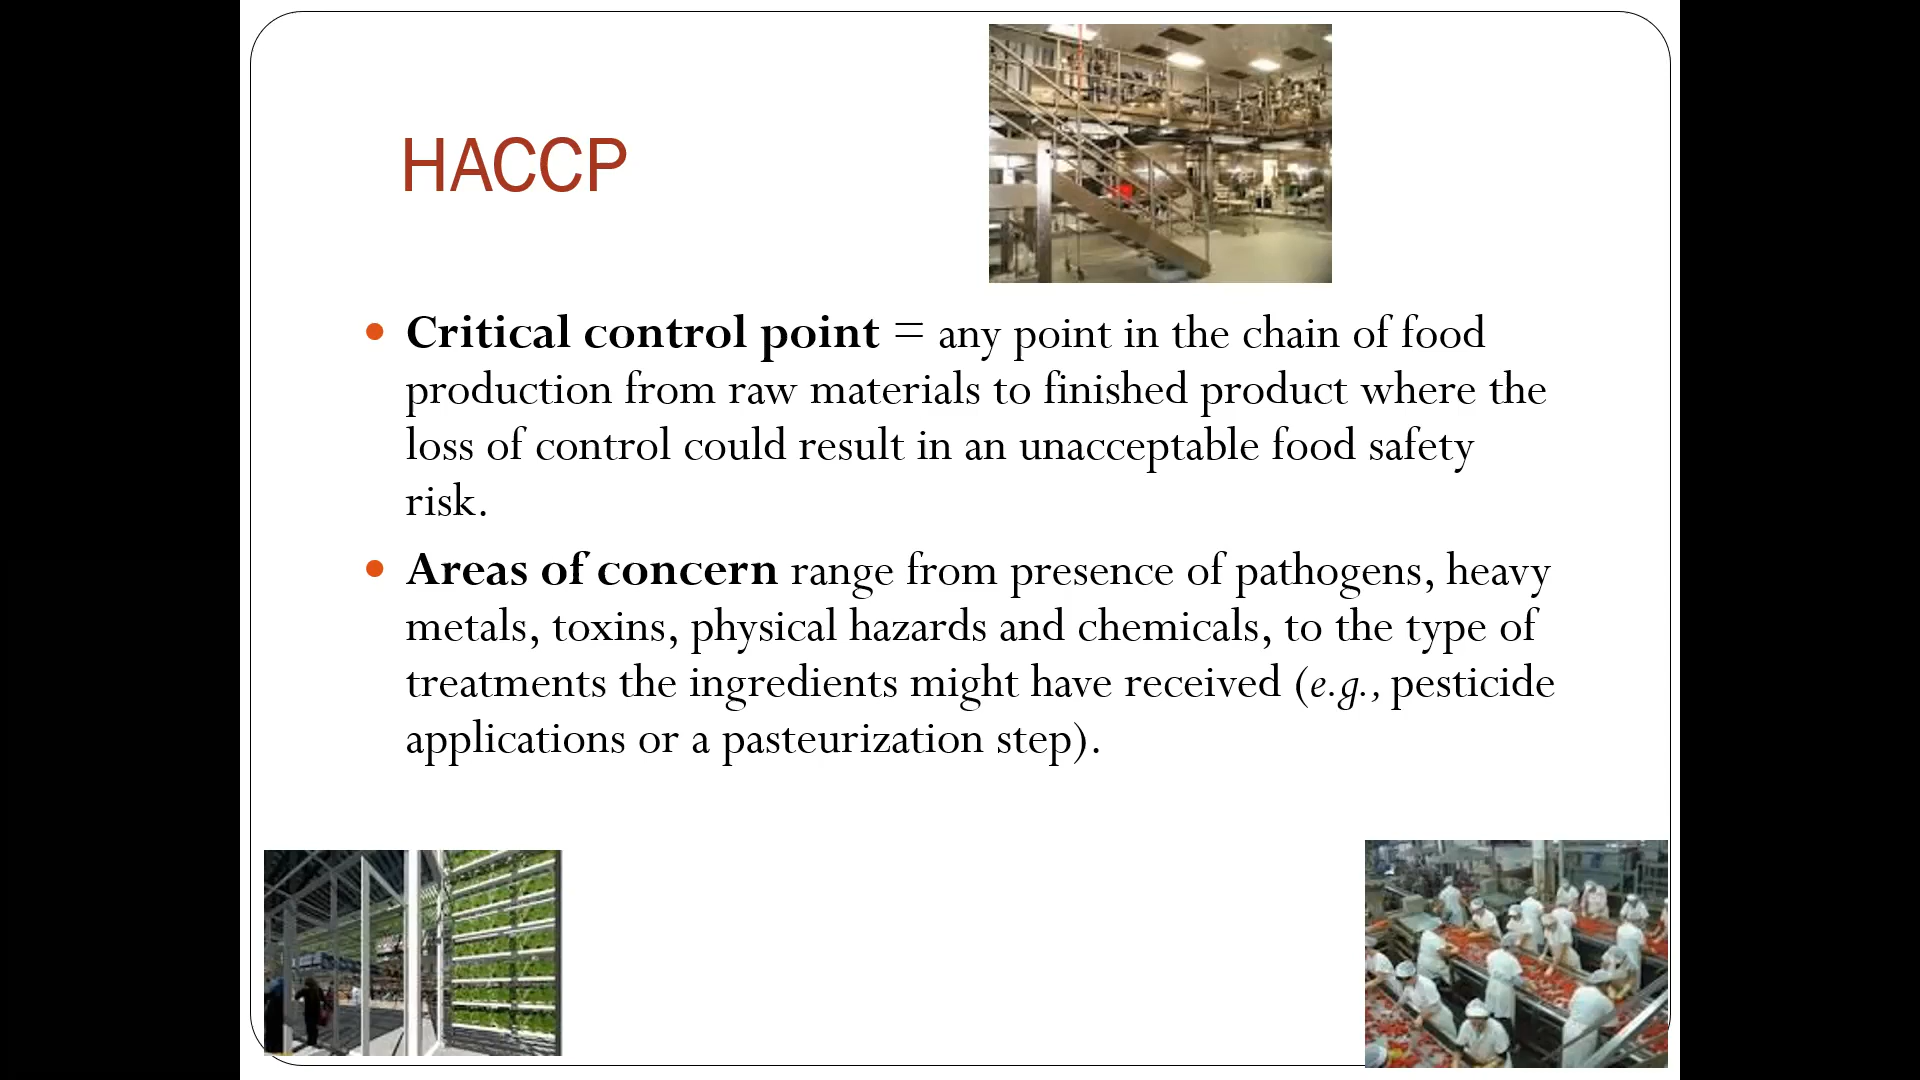 HACCP
• Critical control point = any point in the chain of food
production from raw materials to finished product where the
loss of control could result in an unacceptable food safety
risk.
• Areas of concern range from presence of pathogens, heavy
metals, toxins, physical hazards and chemicals, to the type of
treatments the ingredients might have received (e.g., pesticide
applications or a pasteurization step).